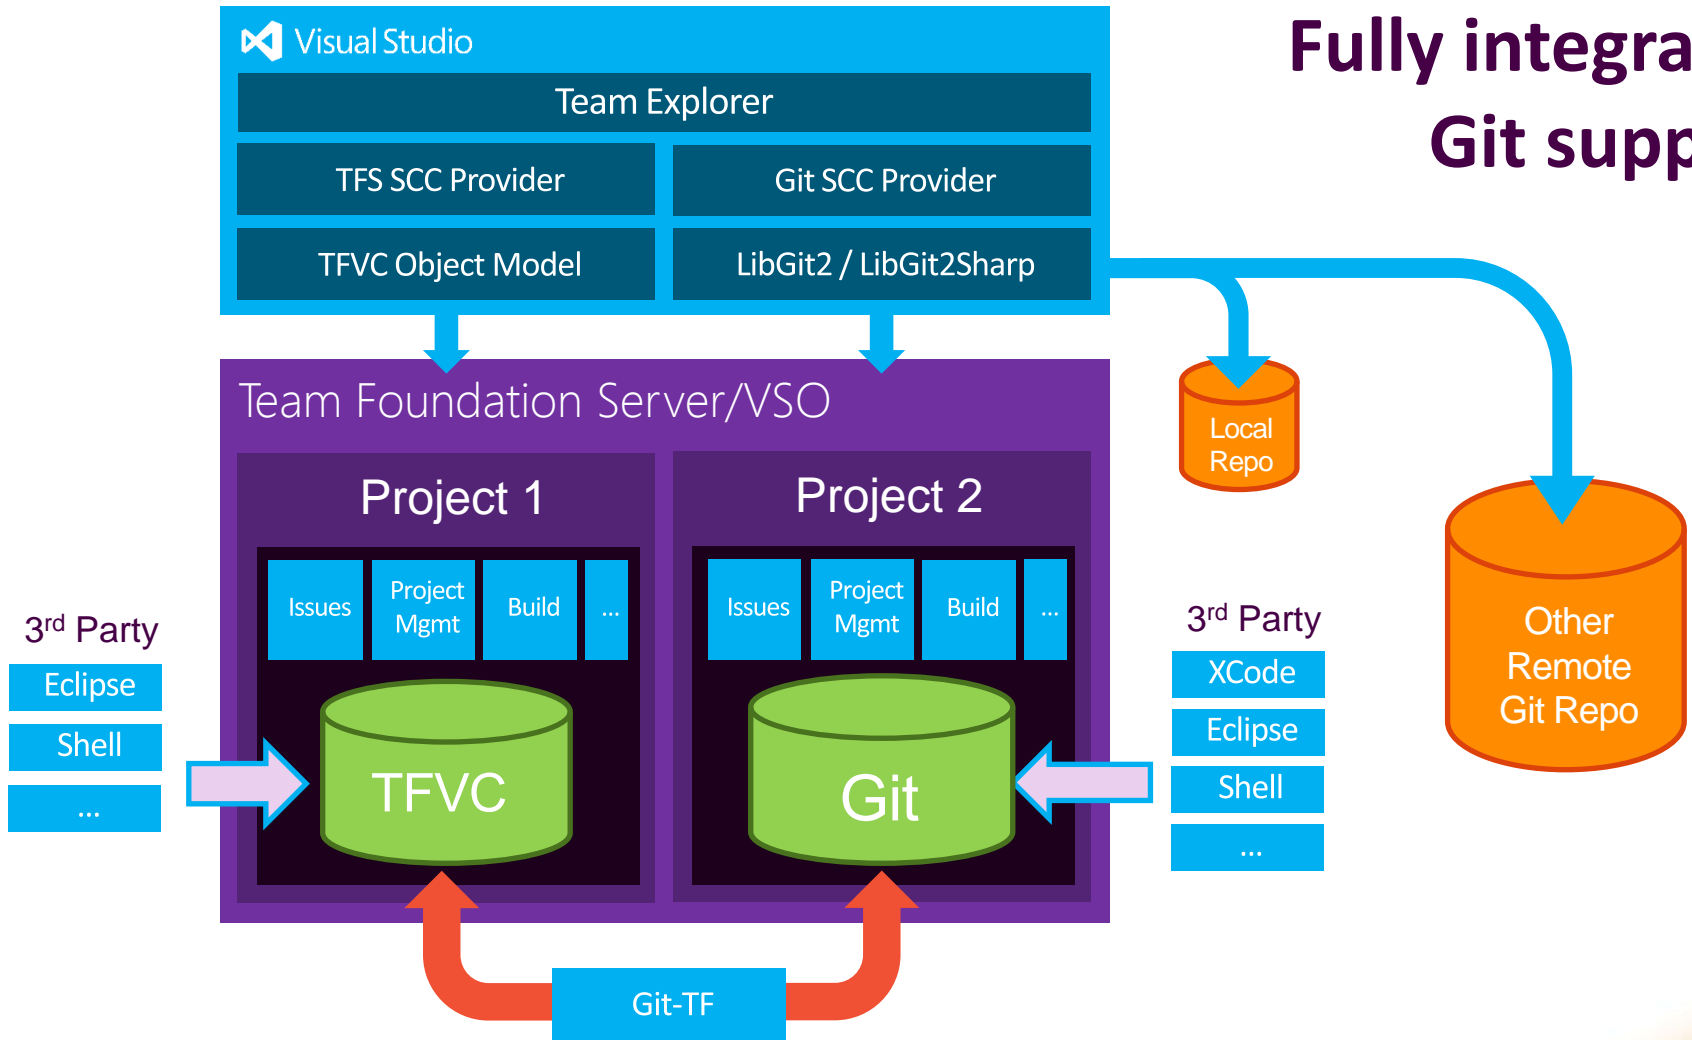 Fully integra
Git supp
Visual Studio
Team Explorer
TFS SCC Provider
Git SCC Provider
TFVC Object Model
LibGit2 / LibGit2Sharp
Team Foundation Server/VSO
Local
Repo
Project 1
Project 2
Issues
Project
Mgmt
Build
...
Issues
Project
Mgmt
Build
...
3rd Party
Eclipse
Shell
...
TFVC
Git
3rd Party
XCode
Eclipse
Shell
...
Other
Remote
Git Repo
Git-TF